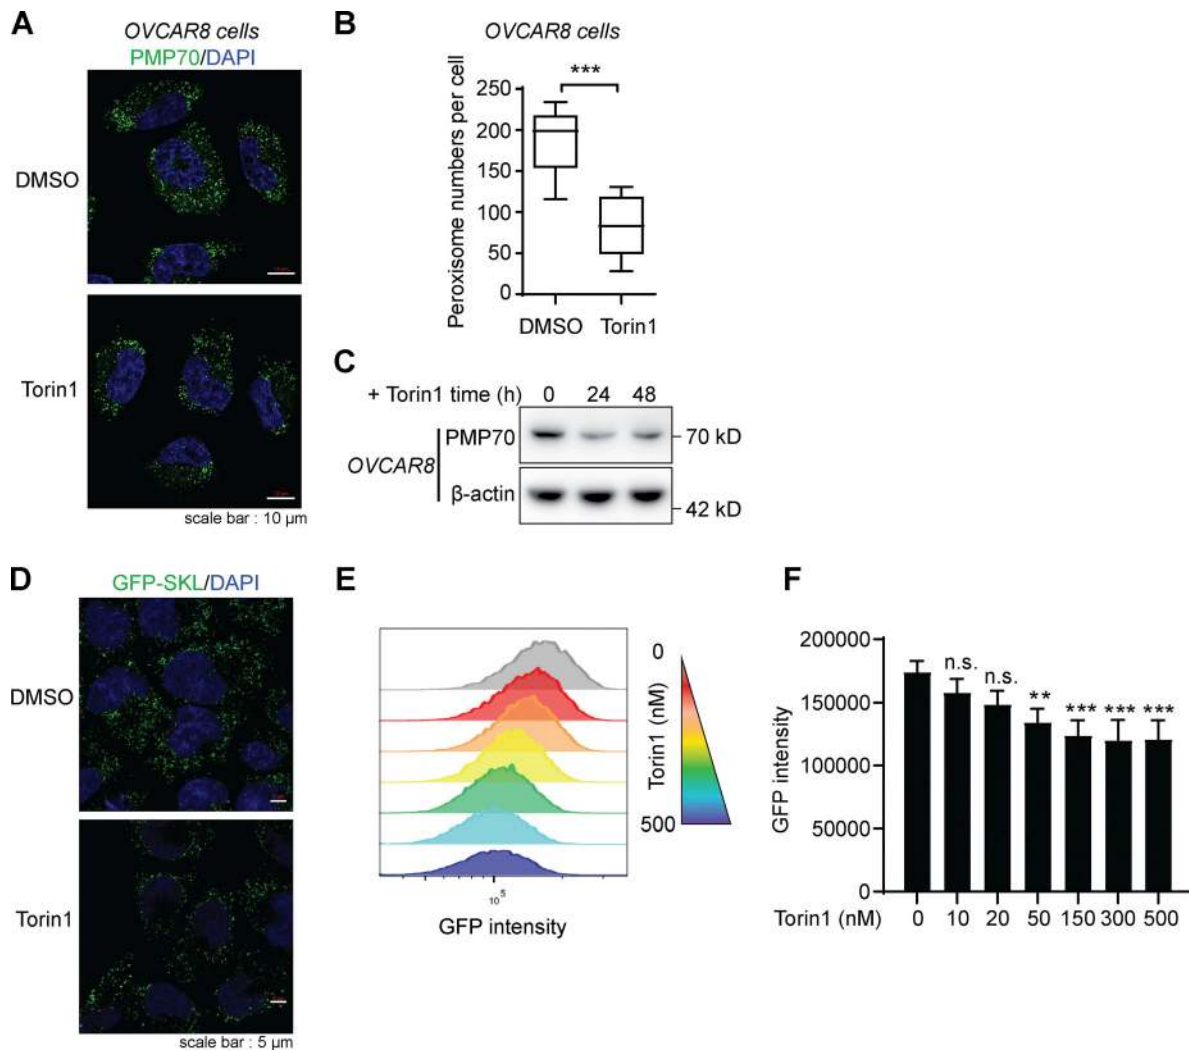 A
OVCAR8 cells
PMP70/DAPI
DMSO
Torin1
scale bar : 10 µm
B
OVCAR8 cells
***
Peroxisome numbers per cell
250
200
150
100
50
0
DMSO Torin1
C
+ Torin1 time (h) 0 24 48
OVCAR8
PMP70
70 kD
β-actin
42 kD
D
GFP-SKL/DAPI
DMSO
Torin1
scale bar : 5 µm
E
0
Torin1 (nM)
500
10⁵
GFP intensity
F
GFP intensity
200000
150000
100000
50000
0
n.s. n.s. ** *** *** ***
Torin1 (nM) 0 10 20 50 150 300 500